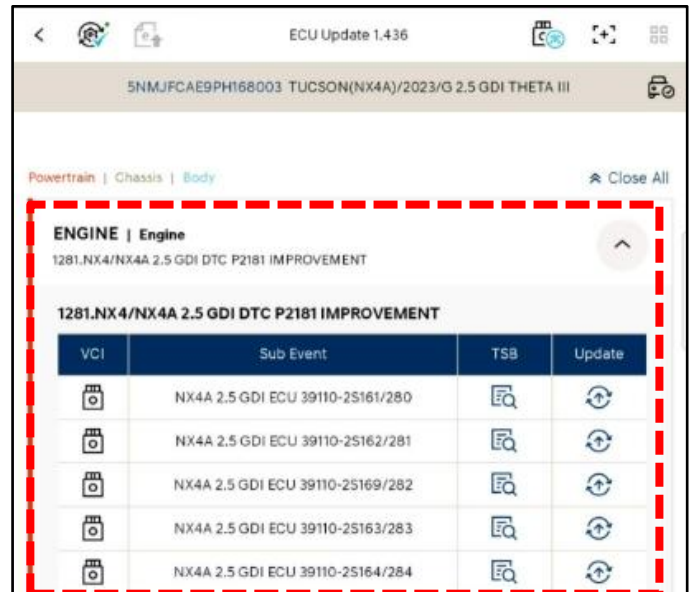 ECU Update 1.436
5NMJFCAE9PH168003 TUCSON(NX4A)/2023/G 2.5 GDI THETA III
Powertrain | Chassis | Body
Close All
ENGINE | Engine
1281.NX4/NX4A 2.5 GDI DTC P2181 IMPROVEMENT
1281.NX4/NX4A 2.5 GDI DTC P2181 IMPROVEMENT
VCI Sub Event TSB Update
NX4A 2.5 GDI ECU 39110-2S161/280
NX4A 2.5 GDI ECU 39110-2S162/281
NX4A 2.5 GDI ECU 39110-2S169/282
NX4A 2.5 GDI ECU 39110-2S163/283
NX4A 2.5 GDI ECU 39110-2S164/284